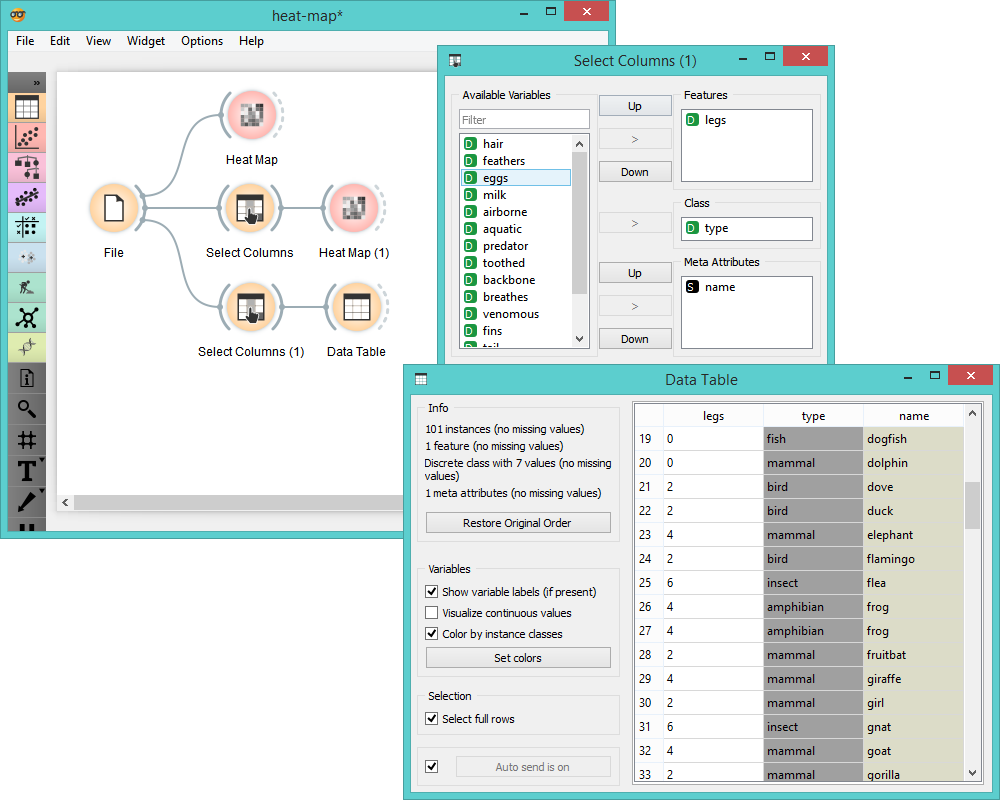 heat-map*
File Edit View Widget Options Help
»
Heat Map
File
Select Columns
Heat Map (1)
Select Columns (1)
Data Table
T
Select Columns (1)
Available Variables
Filter
D hair
D feathers
D eggs
D milk
D airborne
D aquatic
D predator
D toothed
D backbone
D breathes
D venomous
D fins
Up
>
Down
>
Up
>
Down
Features
D legs
Class
D type
Meta Attributes
S name
Data Table
Info
101 instances (no missing values)
1 feature (no missing values)
Discrete class with 7 values (no missing
values)
1 meta attributes (no missing values)
Restore Original Order
Variables
Show variable labels (if present)
Visualize continuous values
Color by instance classes
Set colors
Selection
Select full rows
Auto send is on
legs type name
19 0 fish dogfish
20 0 mammal dolphin
21 2 bird dove
22 2 bird duck
23 4 mammal elephant
24 2 bird flamingo
25 6 insect flea
26 4 amphibian frog
27 4 amphibian frog
28 2 mammal fruitbat
29 4 mammal giraffe
30 2 mammal girl
31 6 insect gnat
32 4 mammal goat
33 2 mammal gorilla